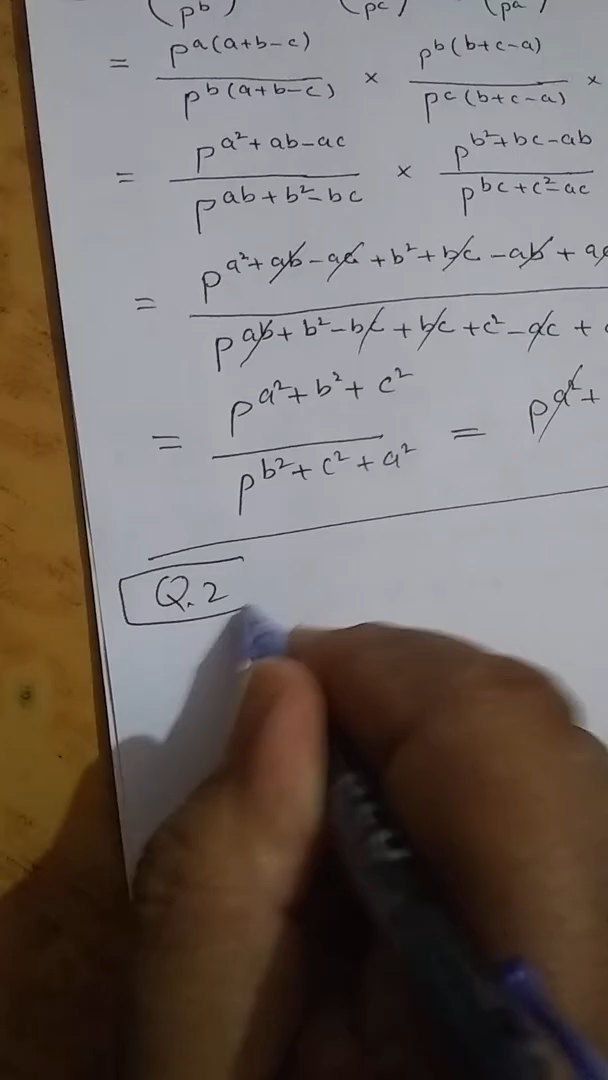 (p^b) (p^c) (p^a)
= p^{a(a+b-c)} / p^{b(a+b-c)} × p^{b(b+c-a)} / p^{c(b+c-a)} ×
= p^{a²+ab-ac} / p^{ab+b²-bc} × p^{b²+bc-ab} / p^{bc+c²-ac}
= p^{a²+ab-ac+b²+bc-ab+ac} / p^{ab+b²-bc+bc+c²-ac+}
= p^{a²+b²+c²} / p^{b²+c²+a²} = p^{a²+}
Q.2